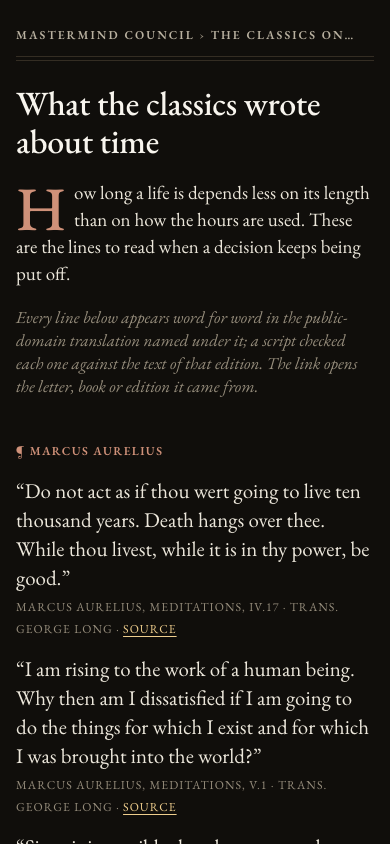 MASTERMIND COUNCIL › THE CLASSICS ON…
What the classics wrote
about time
How long a life is depends less on its length
than on how the hours are used. These
are the lines to read when a decision keeps being
put off.
Every line below appears word for word in the public-
domain translation named under it; a script checked
each one against the text of that edition. The link opens
the letter, book or edition it came from.
¶ MARCUS AURELIUS
“Do not act as if thou wert going to live ten
thousand years. Death hangs over thee.
While thou livest, while it is in thy power, be
good.”
MARCUS AURELIUS, MEDITATIONS, IV.17 · TRANS.
GEORGE LONG · SOURCE
“I am rising to the work of a human being.
Why then am I dissatisfied if I am going to
do the things for which I exist and for which
I was brought into the world?”
MARCUS AURELIUS, MEDITATIONS, V.1 · TRANS.
GEORGE LONG · SOURCE